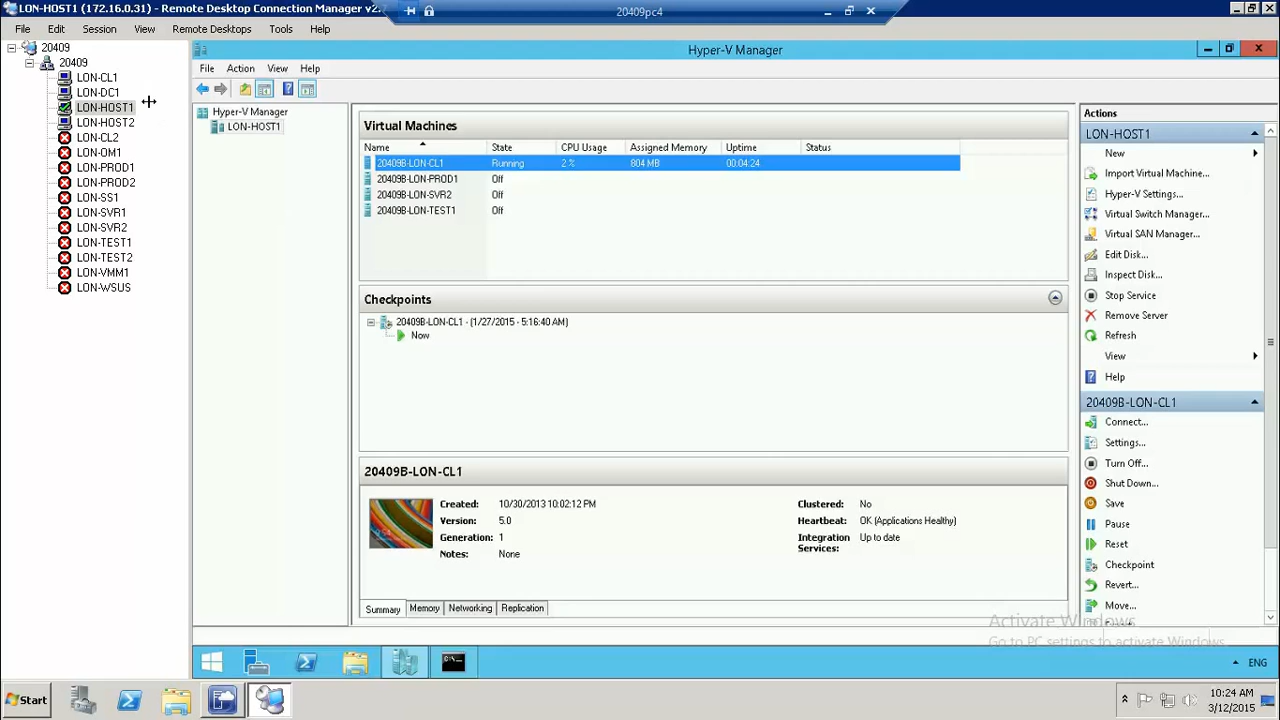 LON-HOST1 (172.16.0.31) - Remote Desktop Connection Manager v2.
20409pc4
File Edit Session View Remote Desktops Tools Help
20409
20409
LON-CL1
LON-DC1
LON-HOST1
LON-HOST2
LON-CL2
LON-OM1
LON-PROD1
LON-PROD2
LON-SS1
LON-SVR1
LON-SVR2
LON-TEST1
LON-TEST2
LON-VMM1
LON-WSUS
Hyper-V Manager
File Action View Help
Hyper-V Manager
LON-HOST1
Virtual Machines
Name State CPU Usage Assigned Memory Uptime Status
20409B-LON-CL1 Running 2 % 804 MB 00:04:24
20409B-LON-PROD1 Off
20409B-LON-SVR2 Off
20409B-LON-TEST1 Off
Checkpoints
20409B-LON-CL1 - (1/27/2015 - 5:16:40 AM)
Now
20409B-LON-CL1
Created: 10/30/2013 10:02:12 PM Clustered: No
Version: 5.0 Heartbeat: OK (Applications Healthy)
Generation: 1 Integration Services: Up to date
Notes: None
Summary Memory Networking Replication
Actions
LON-HOST1
New
Import Virtual Machine...
Hyper-V Settings...
Virtual Switch Manager...
Virtual SAN Manager...
Edit Disk...
Inspect Disk...
Stop Service
Remove Server
Refresh
View
Help
20409B-LON-CL1
Connect...
Settings...
Turn Off...
Shut Down...
Save
Pause
Reset
Checkpoint
Revert...
Move...
Activate Windows
Go to PC settings to activate Windows.
ENG
Start
10:24 AM
3/12/2015